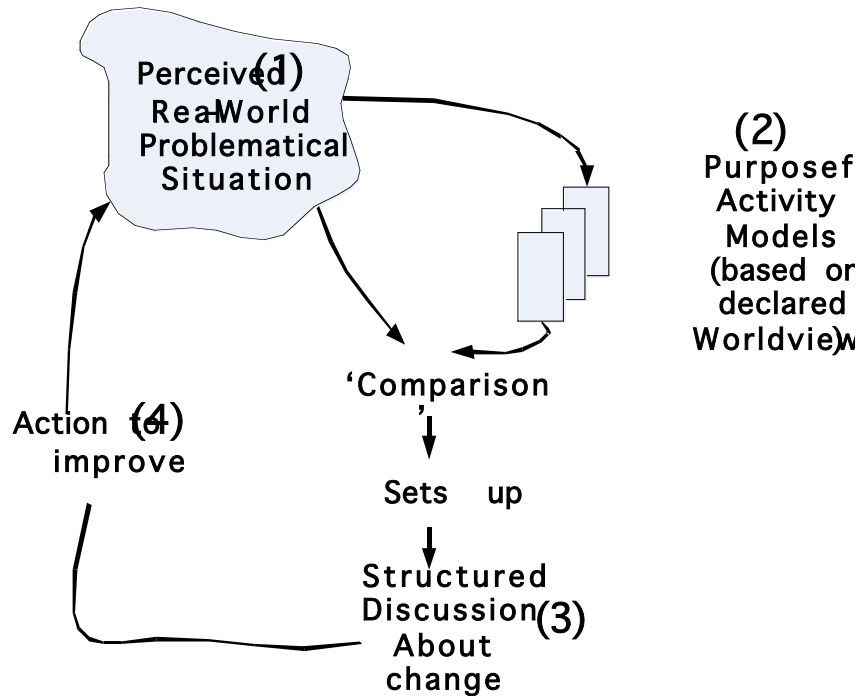 Perceived (1)
Real-World
Problematical
Situation
(2)
Purposef
Activity
Models
(based on
declared
Worldview)
‘Comparison
’
Action to (4)
improve
Sets up
Structured
Discussion (3)
About
change